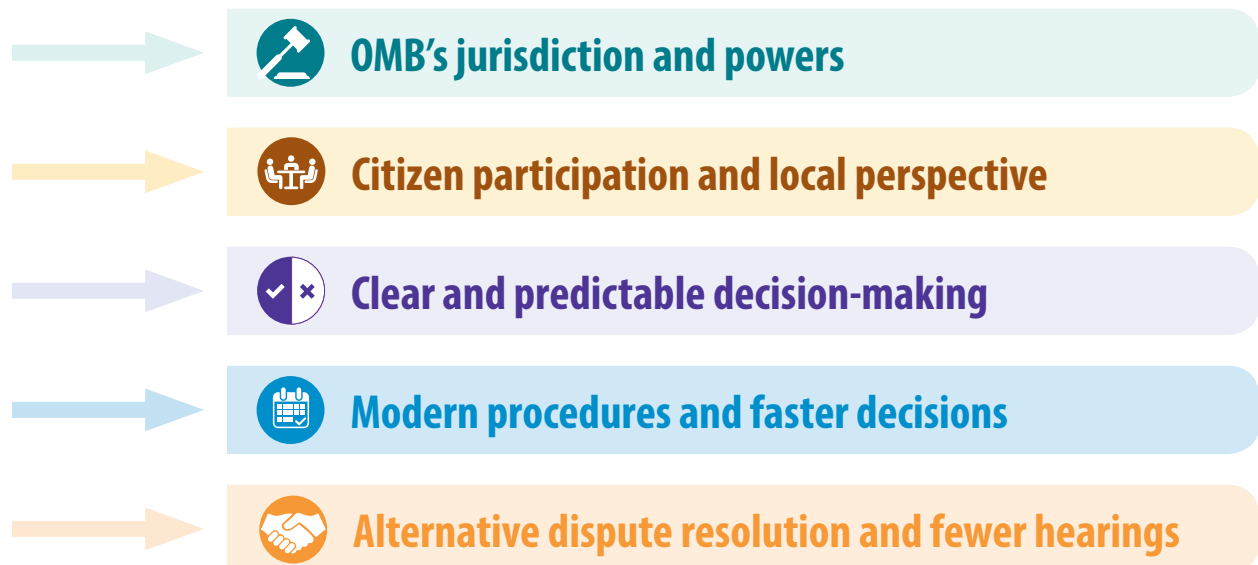 OMB’s jurisdiction and powers
Citizen participation and local perspective
Clear and predictable decision-making
Modern procedures and faster decisions
Alternative dispute resolution and fewer hearings